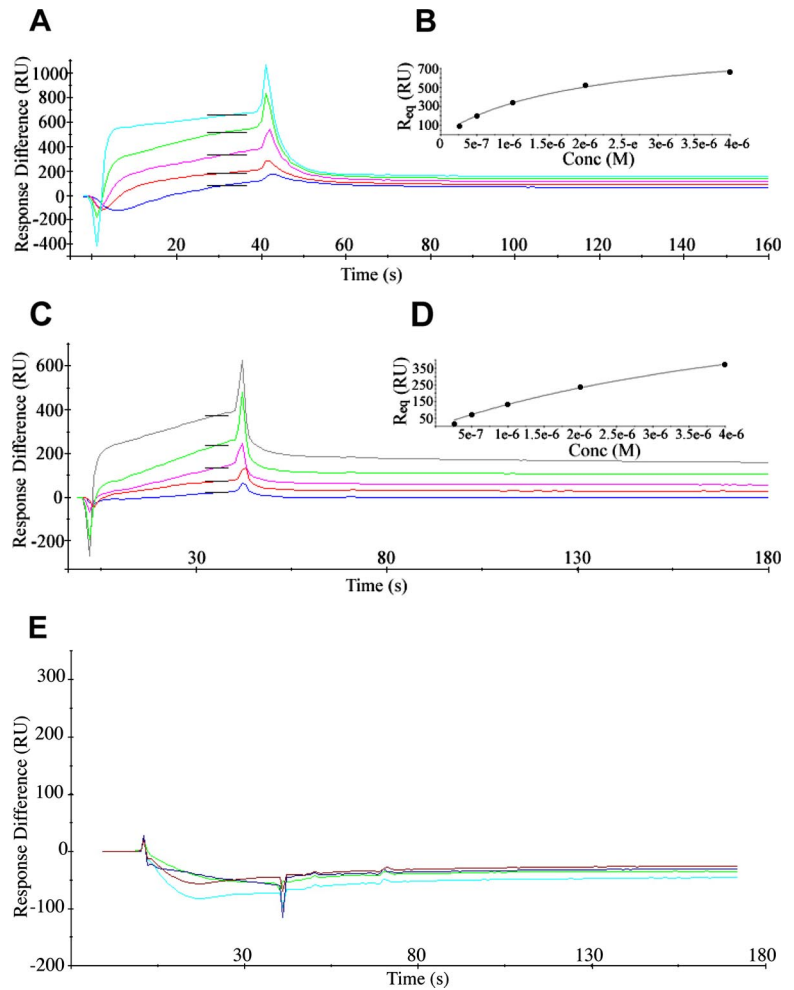 A
Response Difference (RU)
1000
800
600
400
200
0
-200
-400
20 40 60 80 100 120 140 160
Time (s)
B
Req (RU)
700
500
300
100
0 5e-7 1e-6 1.5e-6 2e-6 2.5e-e 3e-6 3.5e-6 4e-6
Conc (M)
C
Response Difference (RU)
600
400
200
0
-200
30 80 130 180
Time (s)
D
Req (RU)
350
250
150
50
5e-7 1e-6 1.5e-6 2e-6 2.5e-6 3e-6 3.5e-6 4e-6
Conc (M)
E
Response Difference (RU)
300
200
100
0
-100
-200
30 80 130 180
Time (s)